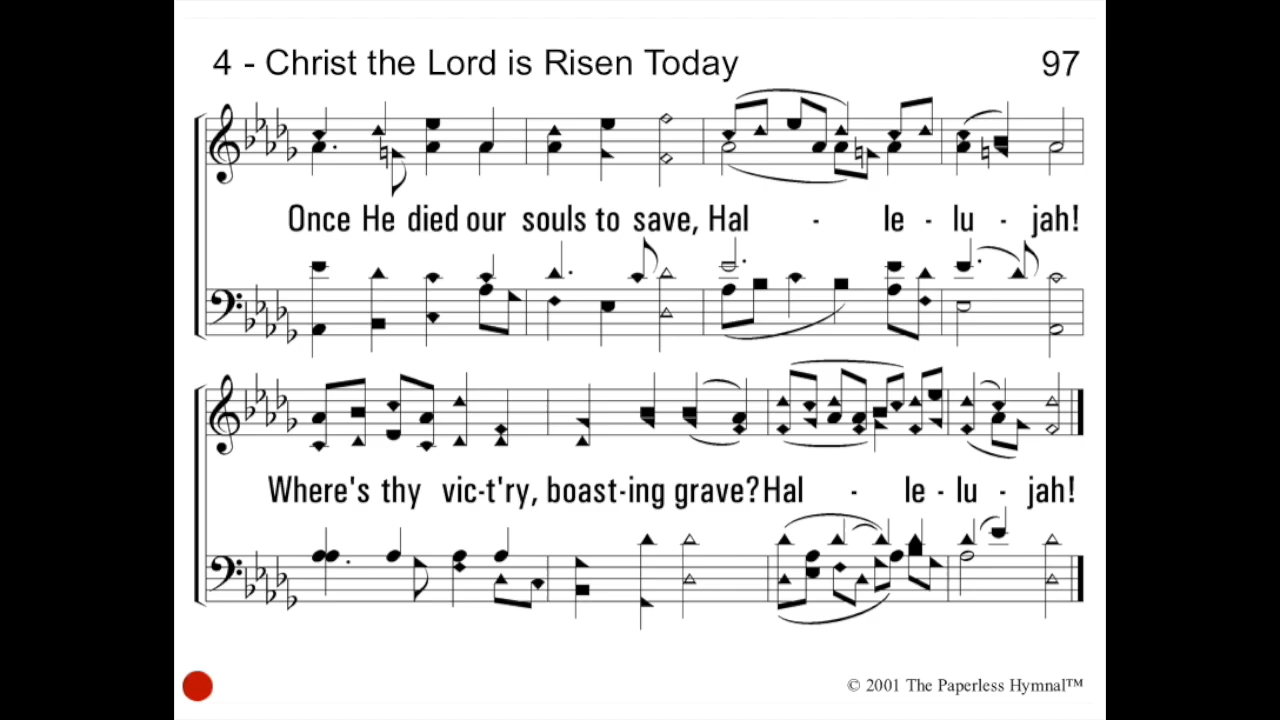 4 - Christ the Lord is Risen Today 97
Once He died our souls to save, Hal - le - lu - jah!
Where's thy vic-t'ry, boast-ing grave? Hal - le - lu - jah!
© 2001 The Paperless Hymnal™